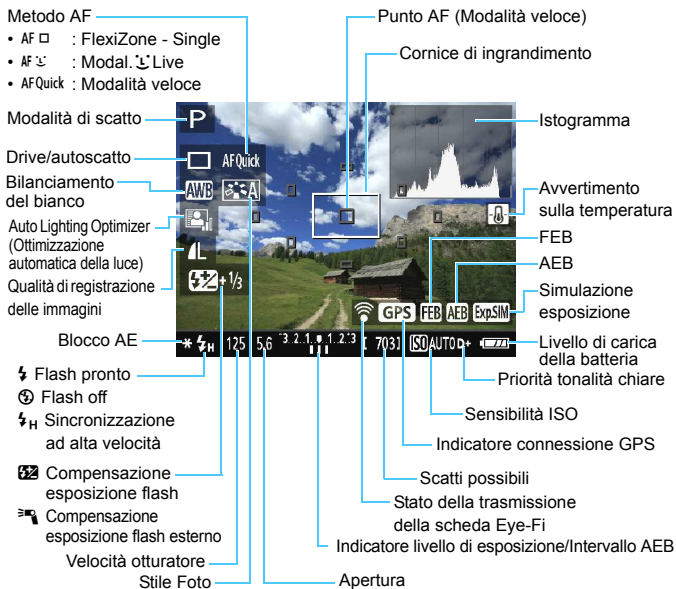 Metodo AF
• AF □ : FlexiZone - Single
• AF : Modal. Live
• AFQuick : Modalità veloce
Modalità di scatto
Drive/autoscatto
Bilanciamento
del bianco
Auto Lighting Optimizer
(Ottimizzazione
automatica della luce)
Qualità di registrazione
delle immagini
Blocco AE
Flash pronto
Flash off
H Sincronizzazione
ad alta velocità
Compensazione
esposizione flash
Compensazione
esposizione flash esterno
Velocità otturatore
Stile Foto
Punto AF (Modalità veloce)
Cornice di ingrandimento
Istogramma
Avvertimento
sulla temperatura
FEB
AEB
Simulazione
esposizione
Livello di carica
della batteria
Priorità tonalità chiare
Sensibilità ISO
Indicatore connessione GPS
Scatti possibili
Stato della trasmissione
della scheda Eye-Fi
Indicatore livello di esposizione/Intervallo AEB
Apertura
P
AFQuick
AWB A
L
+1/3
GPS FEB AEB Exp.SIM
* H 125 5.6 -3..2..1..1..2..+3 ISO AUTO D+